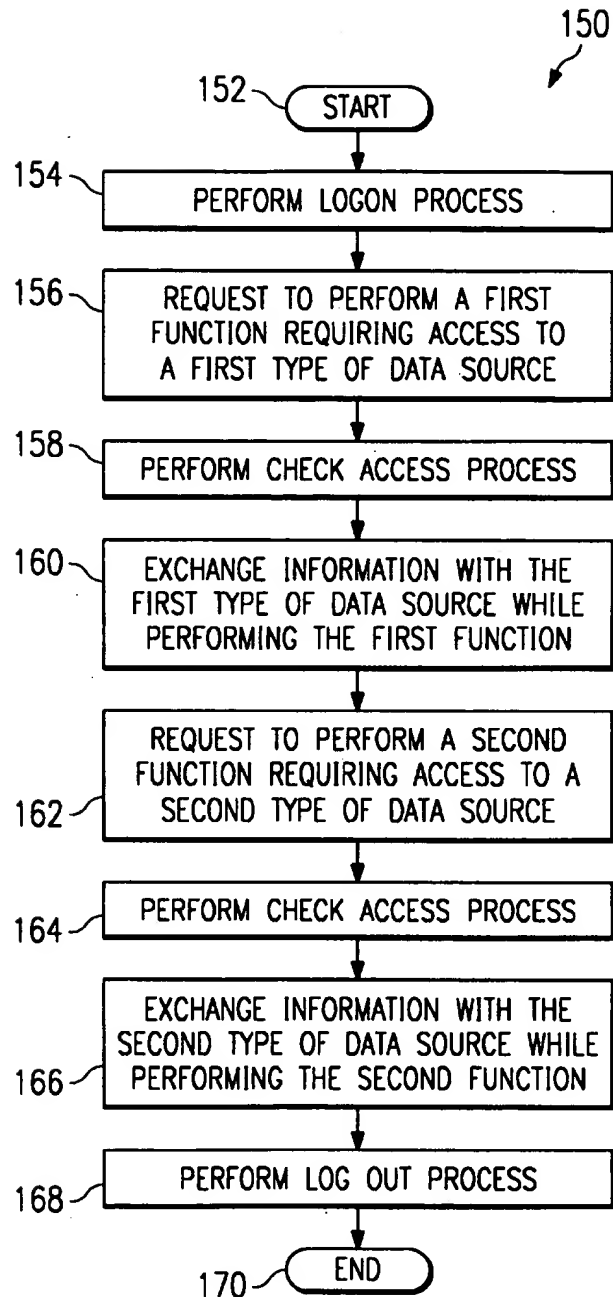 150
152
START
154
PERFORM LOGON PROCESS
156
REQUEST TO PERFORM A FIRST
FUNCTION REQUIRING ACCESS TO
A FIRST TYPE OF DATA SOURCE
158
PERFORM CHECK ACCESS PROCESS
160
EXCHANGE INFORMATION WITH THE
FIRST TYPE OF DATA SOURCE WHILE
PERFORMING THE FIRST FUNCTION
REQUEST TO PERFORM A SECOND
FUNCTION REQUIRING ACCESS TO A
SECOND TYPE OF DATA SOURCE
162
PERFORM CHECK ACCESS PROCESS
164
EXCHANGE INFORMATION WITH THE
SECOND TYPE OF DATA SOURCE WHILE
PERFORMING THE SECOND FUNCTION
166
PERFORM LOG OUT PROCESS
168
END
170